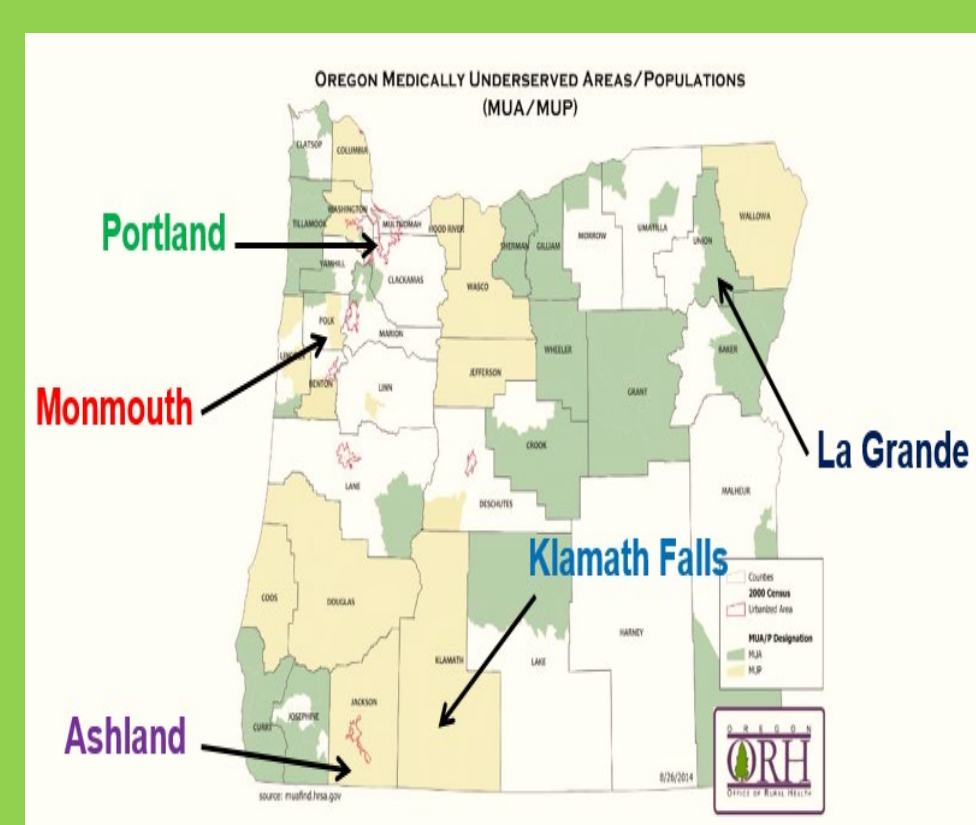 OREGON MEDICALLY UNDERSERVED AREAS/POPULATIONS
(MUA/MUP)
CLATSOP
COLUMBIA
Portland
TILLAMOOK
WASHINGTON
MULTNOMAH
HOOD RIVER
SHERMAN
GILLIAM
MORROW
UMATILLA
UNION
WALLOWA
YAMHILL
CLACKAMAS
WASCO
POLK
MARION
Monmouth
LINCOLN
BENTON
LINN
JEFFERSON
WHEELER
GRANT
BAKER
La Grande
CROOK
LANE
DESCHUTES
MALHEUR
Klamath Falls
COOS
DOUGLAS
KLAMATH
LAKE
HARNEY
Counties
2000 Census
Urbanized Area
MUA/P Designation
MUA
MUP
Ashland
CURRY
JOSEPHINE
JACKSON
source: muafind.hrsa.gov
8/26/2014
OREGON
ORH
OFFICE OF RURAL HEALTH